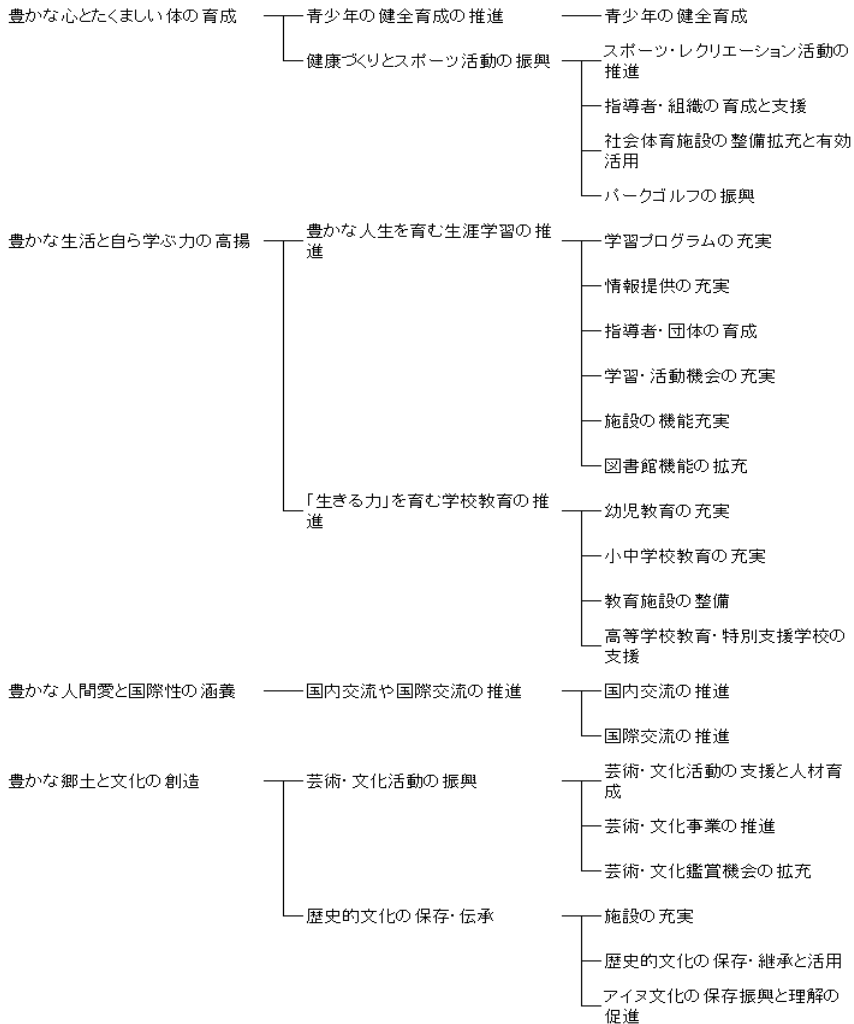 豊かな心とたくましい体の育成
青少年の健全育成の推進
青少年の健全育成
健康づくりとスポーツ活動の振興
スポーツ・レクリエーション活動の
推進
指導者・組織の育成と支援
社会体育施設の整備拡充と有効
活用
パークゴルフの振興
豊かな生活と自ら学ぶ力の高揚
豊かな人生を育む生涯学習の推
進
学習プログラムの充実
情報提供の充実
指導者・団体の育成
学習・活動機会の充実
施設の機能充実
図書館機能の拡充
「生きる力」を育む学校教育の推
進
幼児教育の充実
小中学校教育の充実
教育施設の整備
高等学校教育・特別支援学校の
支援
豊かな人間愛と国際性の涵養
国内交流や国際交流の推進
国内交流の推進
国際交流の推進
豊かな郷土と文化の創造
芸術・文化活動の振興
芸術・文化活動の支援と人材育
成
芸術・文化事業の推進
芸術・文化鑑賞機会の拡充
歴史的文化の保存・伝承
施設の充実
歴史的文化の保存・継承と活用
アイヌ文化の保存振興と理解の
促進